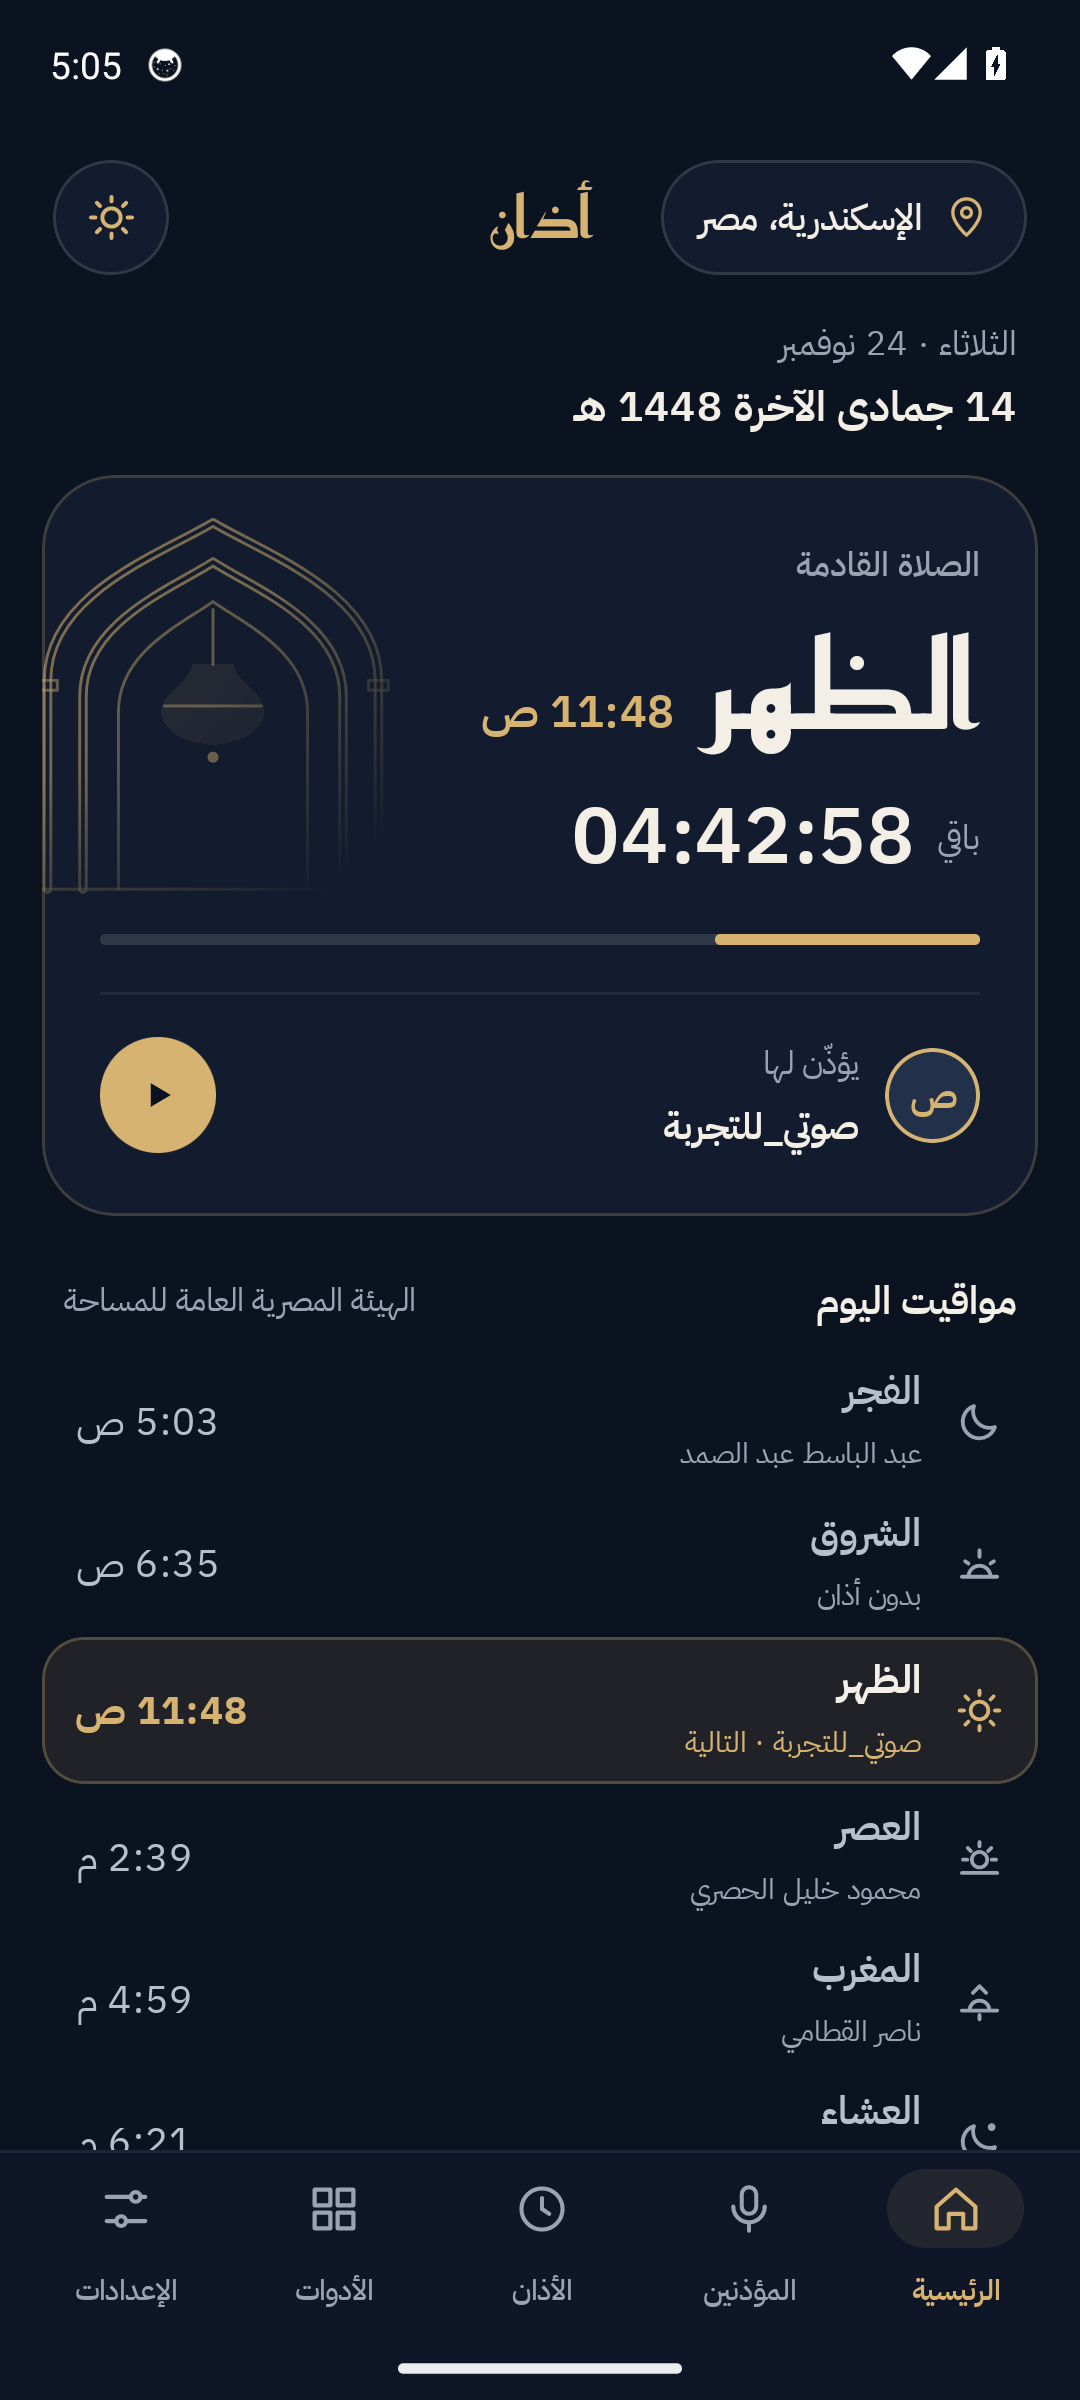 5:05
الإسكندرية، مصر
أذان
الثلاثاء · 24 نوفمبر
14 جمادى الآخرة 1448 هـ
الصلاة القادمة
الظهر 11:48 ص
باقي 04:42:58
يؤذّن لها
ص
صوتي_للتجربة
مواقيت اليوم
الهيئة المصرية العامة للمساحة
الفجر
5:03 ص
عبد الباسط عبد الصمد
الشروق
6:35 ص
بدون أذان
الظهر
11:48 ص
صوتي_للتجربة · التالية
العصر
2:39 م
محمود خليل الحصري
المغرب
4:59 م
ناصر القطامي
العشاء
6:21 م
الرئيسية
المؤذنين
الأذان
الأدوات
الإعدادات